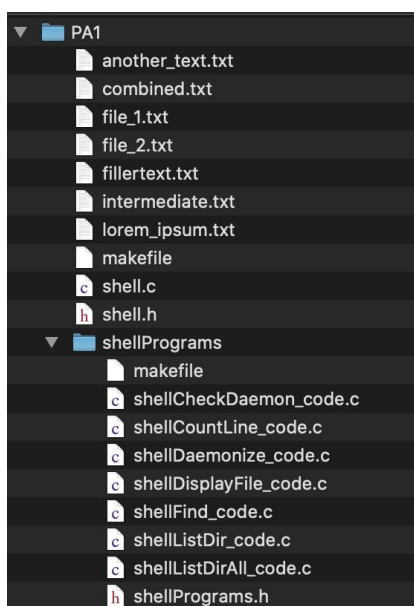 PA1
another_text.txt
combined.txt
file_1.txt
file_2.txt
fillertext.txt
intermediate.txt
lorem_ipsum.txt
makefile
c shell.c
h shell.h
shellPrograms
makefile
c shellCheckDaemon_code.c
c shellCountLine_code.c
c shellDaemonize_code.c
c shellDisplayFile_code.c
c shellFind_code.c
c shellListDir_code.c
c shellListDirAll_code.c
h shellPrograms.h